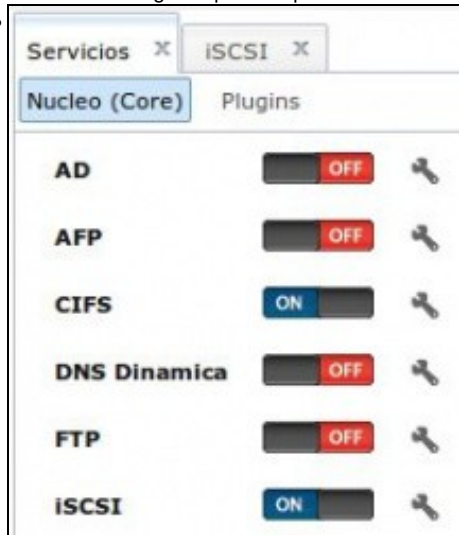 Servicios X iSCSI X
Nucleo (Core) Plugins
AD OFF
AFP OFF
CIFS ON
DNS Dinamica OFF
FTP OFF
iSCSI ON